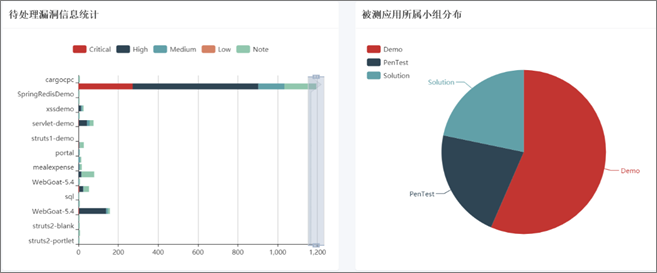 待处理漏洞信息统计
Critical High Medium Low Note
cargocpc
SpringRedisDemo
xssdemo
servlet-demo
struts1-demo
portal
mealexpense
WebGoat-5.4
sql
WebGoat-5.4
struts2-blank
struts2-portlet
0 200 400 600 800 1,000 1,200
被测应用所属小组分布
Demo
PenTest
Solution
Solution
PenTest
Demo